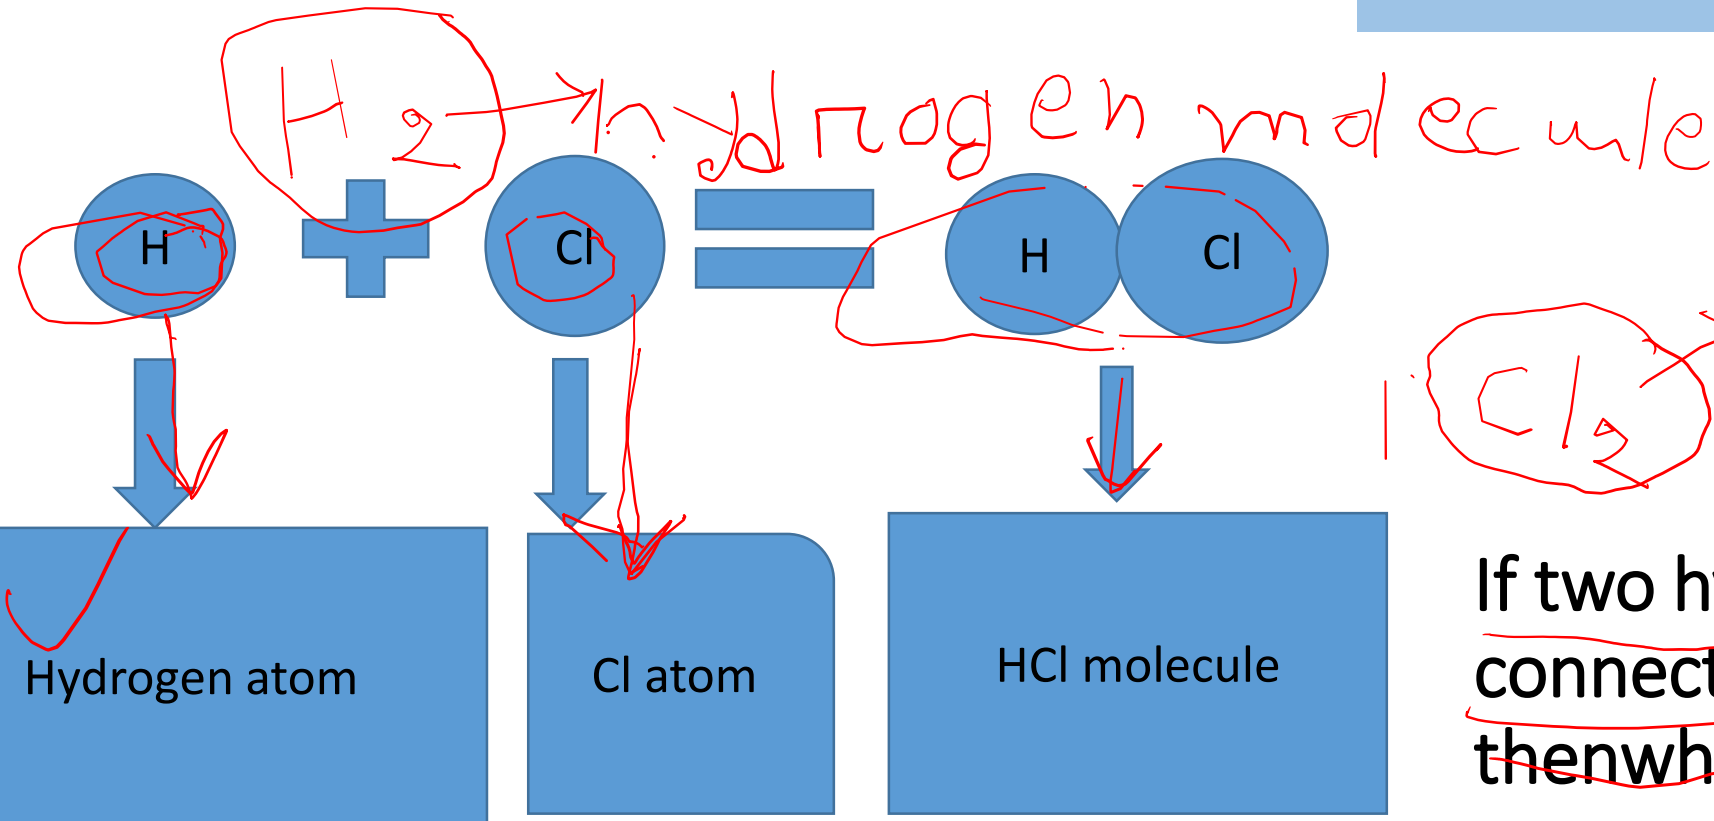 H2 → hydrogen molecule
H
Cl
H
Cl
Cl2
Hydrogen atom
Cl atom
HCl molecule
If two h
connect
thenwh